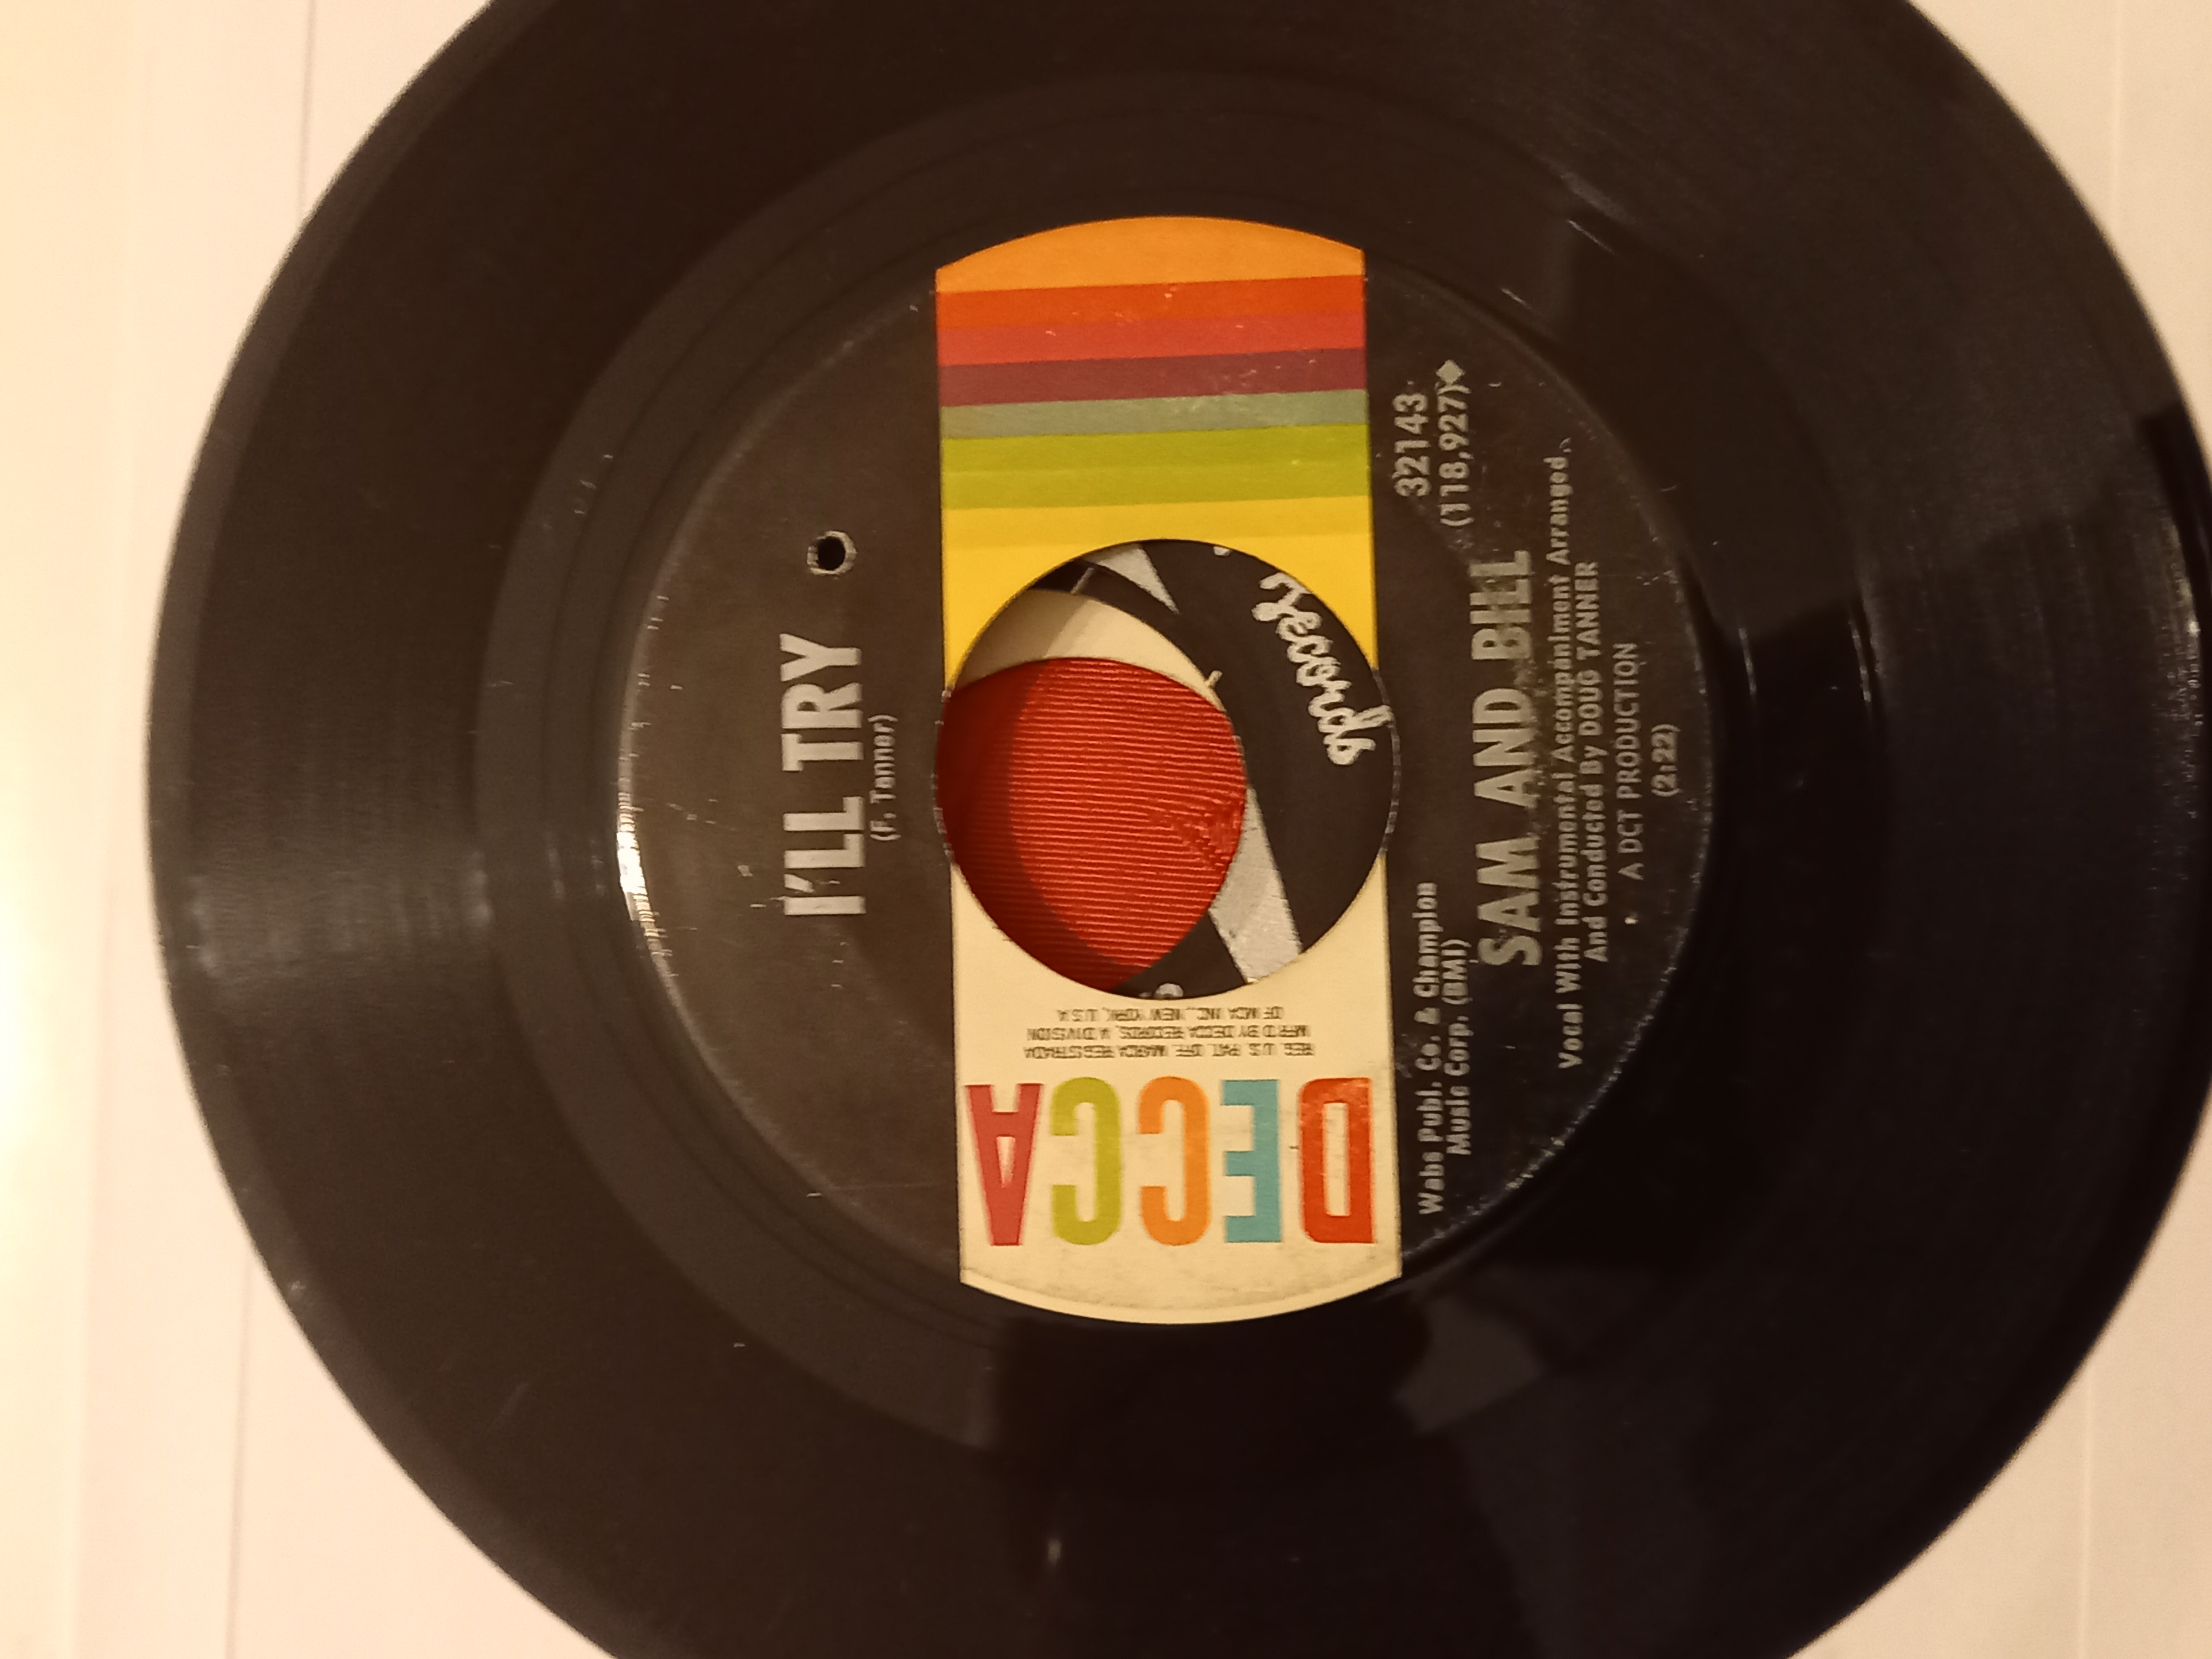 I'LL TRY
(F. Tanner)
DECCA
REG. U.S. PAT. OFF. MARCA REGISTRADA
MFR'D BY DECCA RECORDS, A DIVISION
OF MCA INC., NEW YORK, U.S.A.
Records
32143
(118,927)◆
Wabs Publ. Co. & Champion
Music Corp. (BMI)
SAM AND BILL
Vocal With Instrumental Accompaniment Arranged,
And Conducted By DOUG TANNER
A DCT PRODUCTION
(2:22)